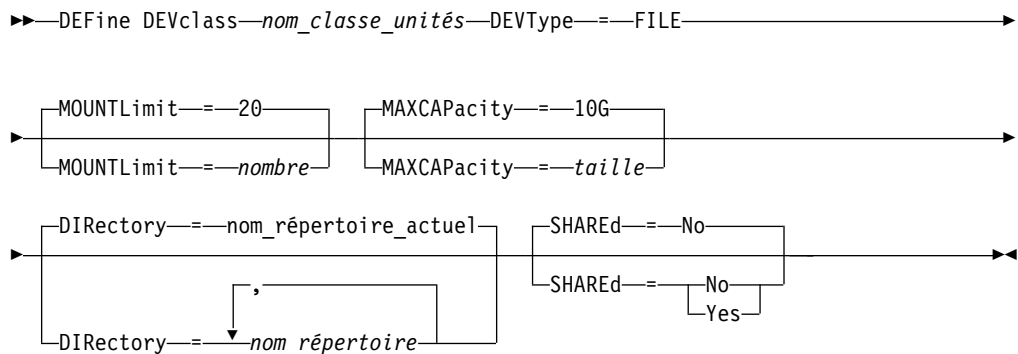 DEFine DEVclass nom_classe_unités DEVType = FILE
MOUNTLimit = 20 MAXCAPacity = 10G
MOUNTLimit = nombre MAXCAPacity = taille
DIRectory = nom_répertoire_actuel SHAREd = No
SHAREd = No
, Yes
DIRectory = nom répertoire